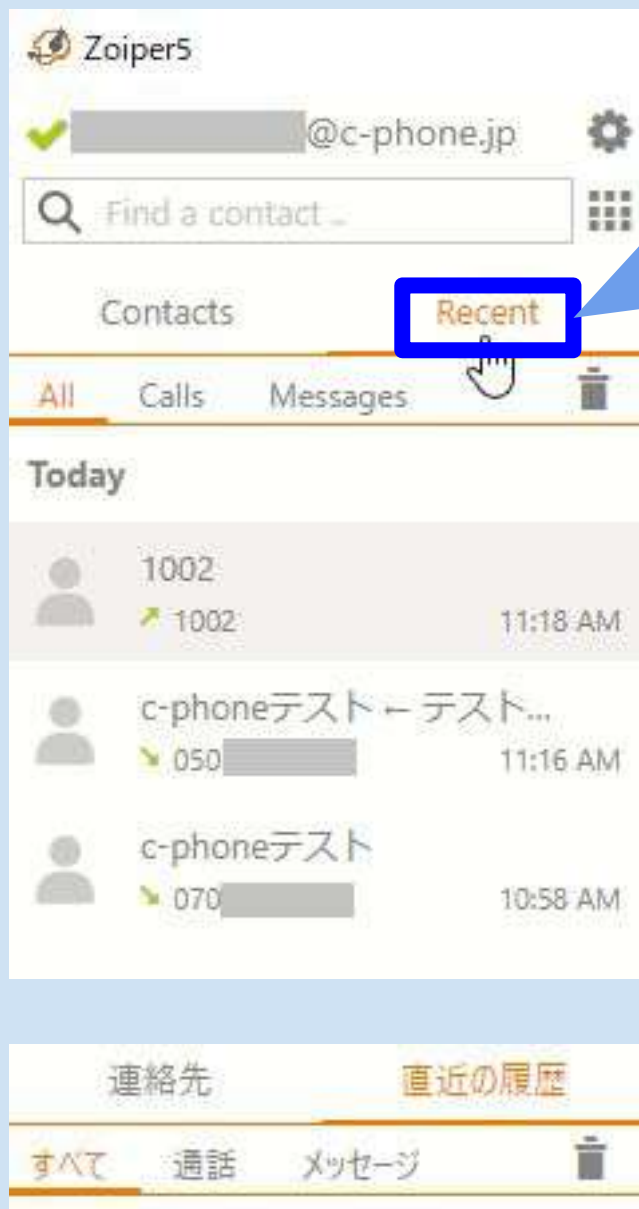 Zoiper5
@c-phone.jp
Find a contact ..
Contacts Recent
All Calls Messages
Today
1002
1002 11:18 AM
c-phoneテスト ← テスト...
050 11:16 AM
c-phoneテスト
070 10:58 AM
連絡先 直近の履歴
すべて 通話 メッセージ